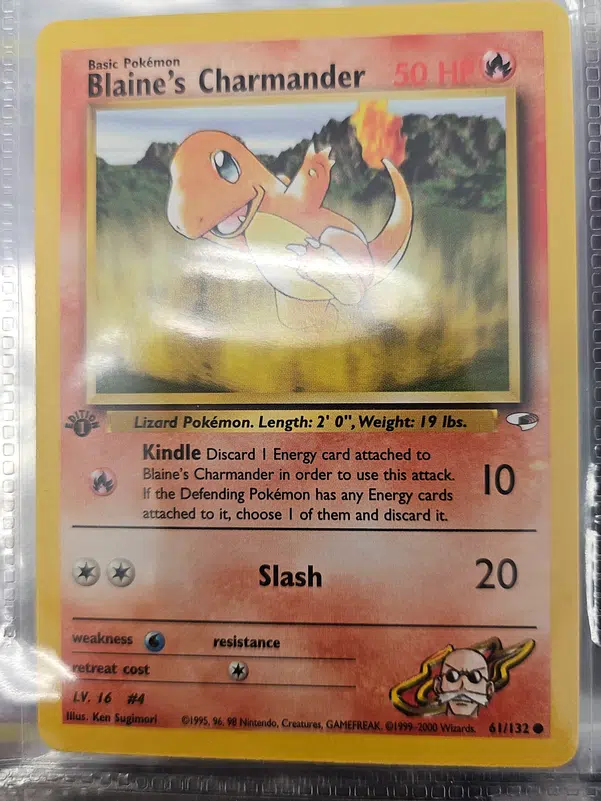 Basic Pokémon
Blaine's Charmander 50 HP
EDITION
1
Lizard Pokémon. Length: 2' 0", Weight: 19 lbs.
Kindle Discard 1 Energy card attached to
Blaine's Charmander in order to use this attack.
If the Defending Pokémon has any Energy cards
attached to it, choose 1 of them and discard it.
10
Slash 20
weakness resistance
retreat cost
LV. 16 #4
Illus. Ken Sugimori ©1995, 96, 98 Nintendo, Creatures, GAMEFREAK. ©1999-2000 Wizards. 61/132